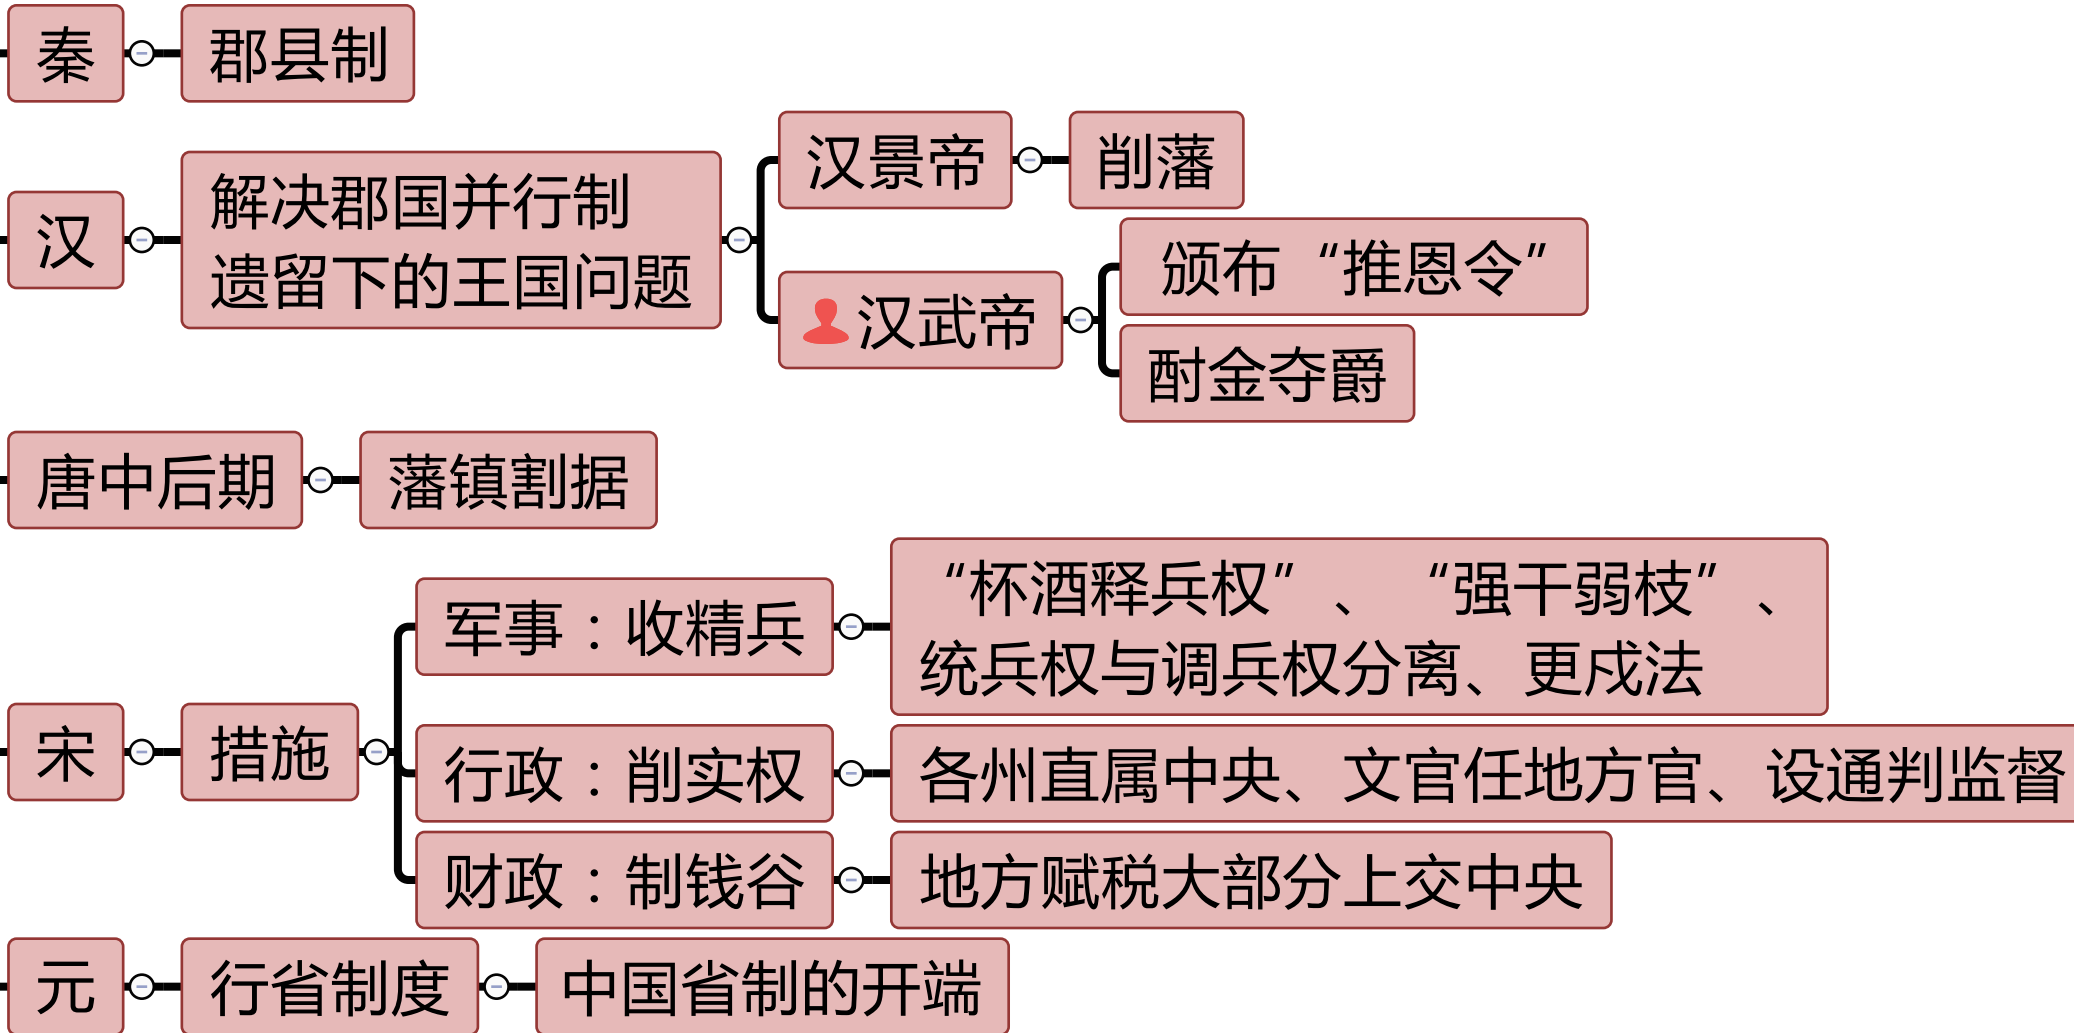 秦
郡县制
汉
解决郡国并行制
遗留下的王国问题
汉景帝
削藩
汉武帝
颁布“推恩令”
酎金夺爵
唐中后期
藩镇割据
宋
措施
军事：收精兵
“杯酒释兵权”、“强干弱枝”、
统兵权与调兵权分离、更戍法
行政：削实权
各州直属中央、文官任地方官、设通判监督
财政：制钱谷
地方赋税大部分上交中央
元
行省制度
中国省制的开端